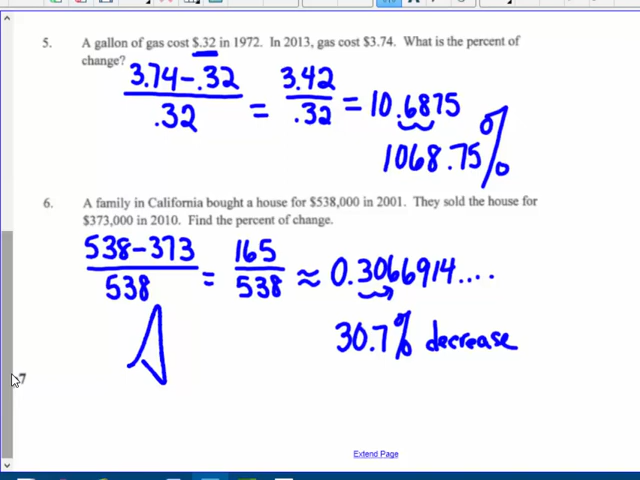 5. A gallon of gas cost $.32 in 1972. In 2013, gas cost $3.74. What is the percent of
change?
3.74-.32 / .32 = 3.42 / .32 = 10.6875
1068.75%
6. A family in California bought a house for $538,000 in 2001. They sold the house for
$373,000 in 2010. Find the percent of change.
538-373 / 538 = 165 / 538 ≈ 0.3066914....
30.7% decrease
7
Extend Page